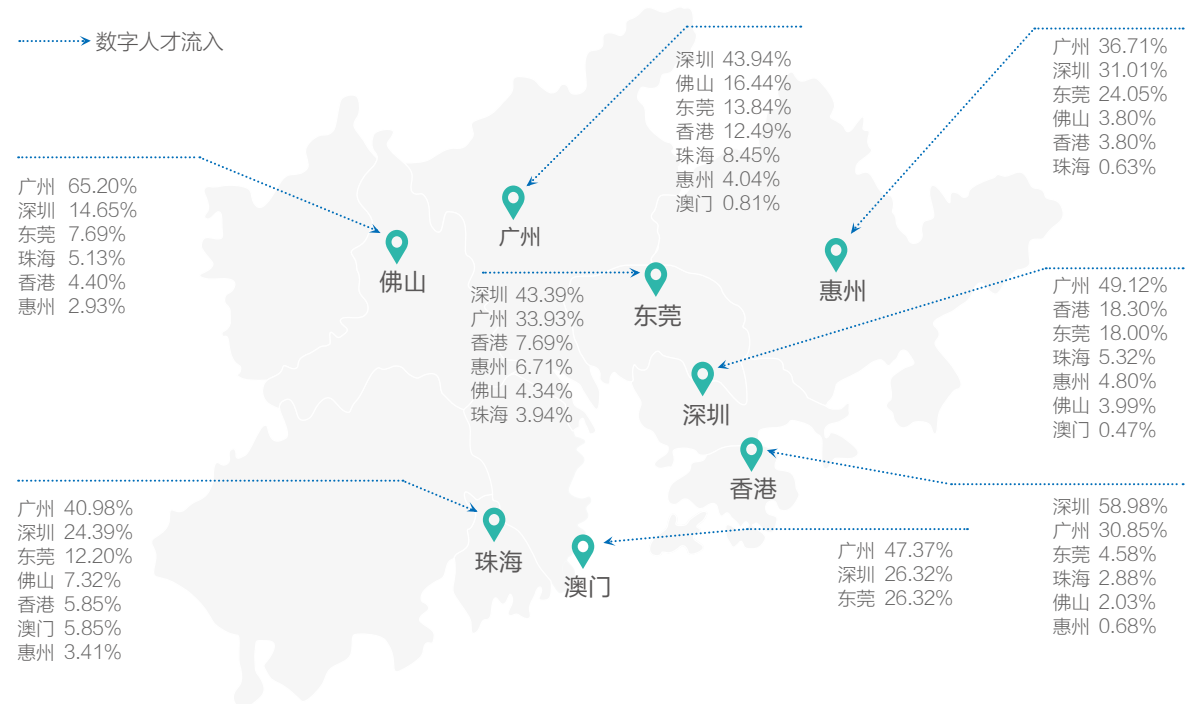 数字人才流入
深圳 43.94%
佛山 16.44%
东莞 13.84%
香港 12.49%
珠海 8.45%
惠州 4.04%
澳门 0.81%
广州 36.71%
深圳 31.01%
东莞 24.05%
佛山 3.80%
香港 3.80%
珠海 0.63%
广州 65.20%
深圳 14.65%
东莞 7.69%
珠海 5.13%
香港 4.40%
惠州 2.93%
广州
佛山
惠州
东莞
深圳 43.39%
广州 33.93%
香港 7.69%
惠州 6.71%
佛山 4.34%
珠海 3.94%
广州 49.12%
香港 18.30%
东莞 18.00%
珠海 5.32%
惠州 4.80%
佛山 3.99%
澳门 0.47%
深圳
香港
广州 40.98%
深圳 24.39%
东莞 12.20%
佛山 7.32%
香港 5.85%
澳门 5.85%
惠州 3.41%
珠海
澳门
广州 47.37%
深圳 26.32%
东莞 26.32%
深圳 58.98%
广州 30.85%
东莞 4.58%
珠海 2.88%
佛山 2.03%
惠州 0.68%